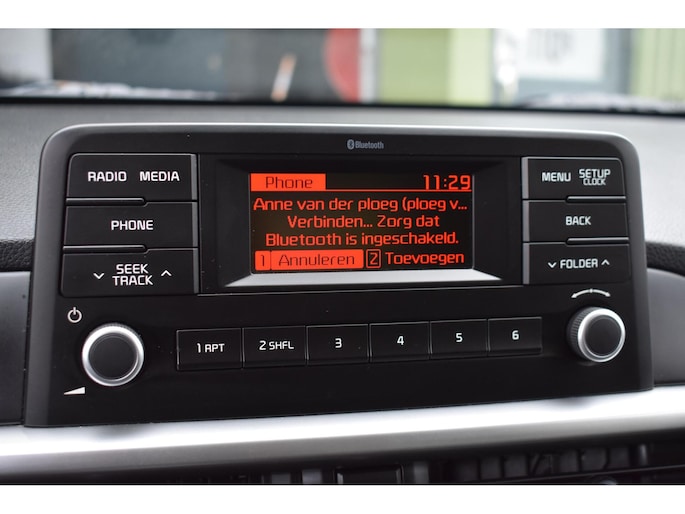 Bluetooth
RADIO MEDIA
PHONE
SEEK
TRACK
Phone 11:29
Anne van der ploeg (ploeg v...
Verbinden... Zorg dat
Bluetooth is ingeschakeld.
1 Annuleren 2 Toevoegen
MENU SETUP
CLOCK
BACK
FOLDER
1 RPT 2 SHFL 3 4 5 6